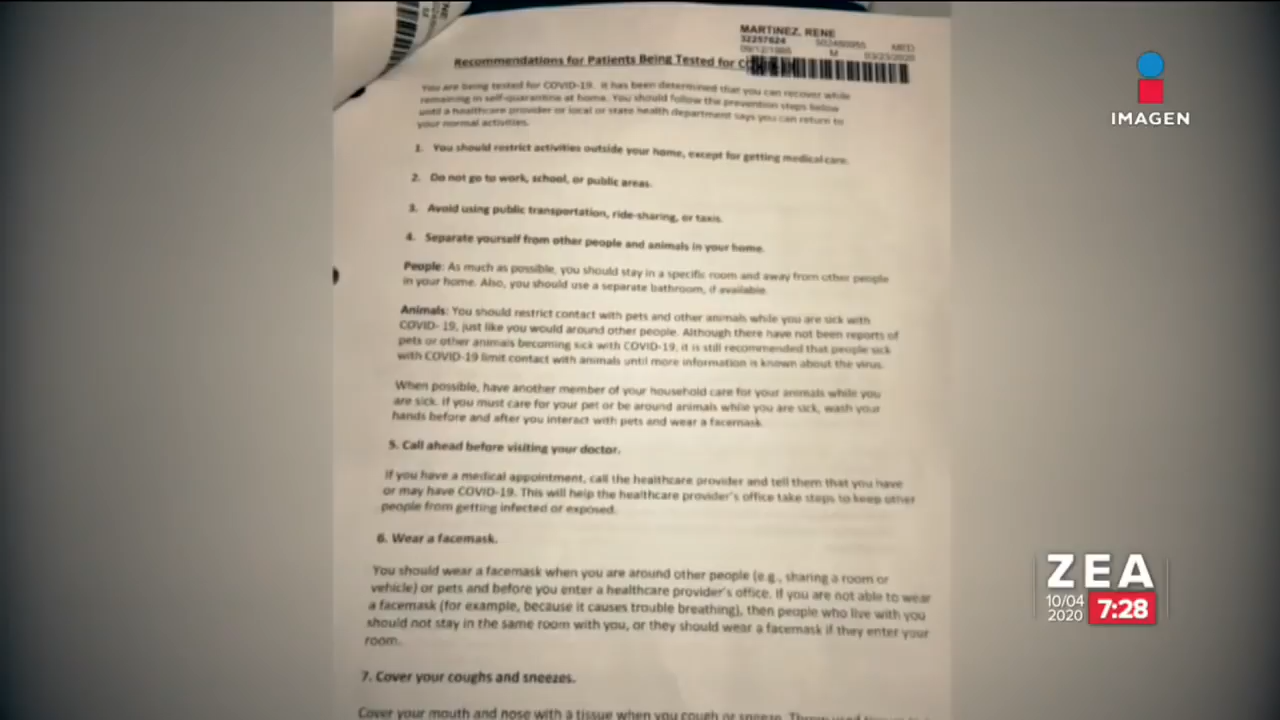 MARTINEZ, RENE
32257624
M
03/23/2020
Recommendations for Patients Being Tested for
You are being tested for COVID-19. It has been determined that you can recover while
remaining in self-quarantine at home. You should follow the prevention steps below
until a healthcare provider or local or state health department says you can return to
your normal activities.
1. You should restrict activities outside your home, except for getting medical care.
2. Do not go to work, school, or public areas.
3. Avoid using public transportation, ride-sharing, or taxis.
4. Separate yourself from other people and animals in your home.
People: As much as possible, you should stay in a specific room and away from other people
in your home. Also, you should use a separate bathroom, if available.
Animals: You should restrict contact with pets and other animals while you are sick with
COVID- 19, just like you would around other people. Although there have not been reports of
pets or other animals becoming sick with COVID-19, it is still recommended that people sick
with COVID-19 limit contact with animals until more information is known about the virus.
When possible, have another member of your household care for your animals while you
are sick. If you must care for your pet or be around animals while you are sick, wash your
hands before and after you interact with pets and wear a facemask.
5. Call ahead before visiting your doctor.
If you have a medical appointment, call the healthcare provider and tell them that you have
or may have COVID-19. This will help the healthcare provider's office take steps to keep other
people from getting infected or exposed.
6. Wear a facemask.
You should wear a facemask when you are around other people (e.g., sharing a room or
vehicle) or pets and before you enter a healthcare provider's office. If you are not able to wear
a facemask (for example, because it causes trouble breathing), then people who live with you
should not stay in the same room with you, or they should wear a facemask if they enter your
room.
7. Cover your coughs and sneezes.
Cover your mouth and nose with a tissue when you cough or sneeze.
IMAGEN
ZEA
10/04
2020
7:28